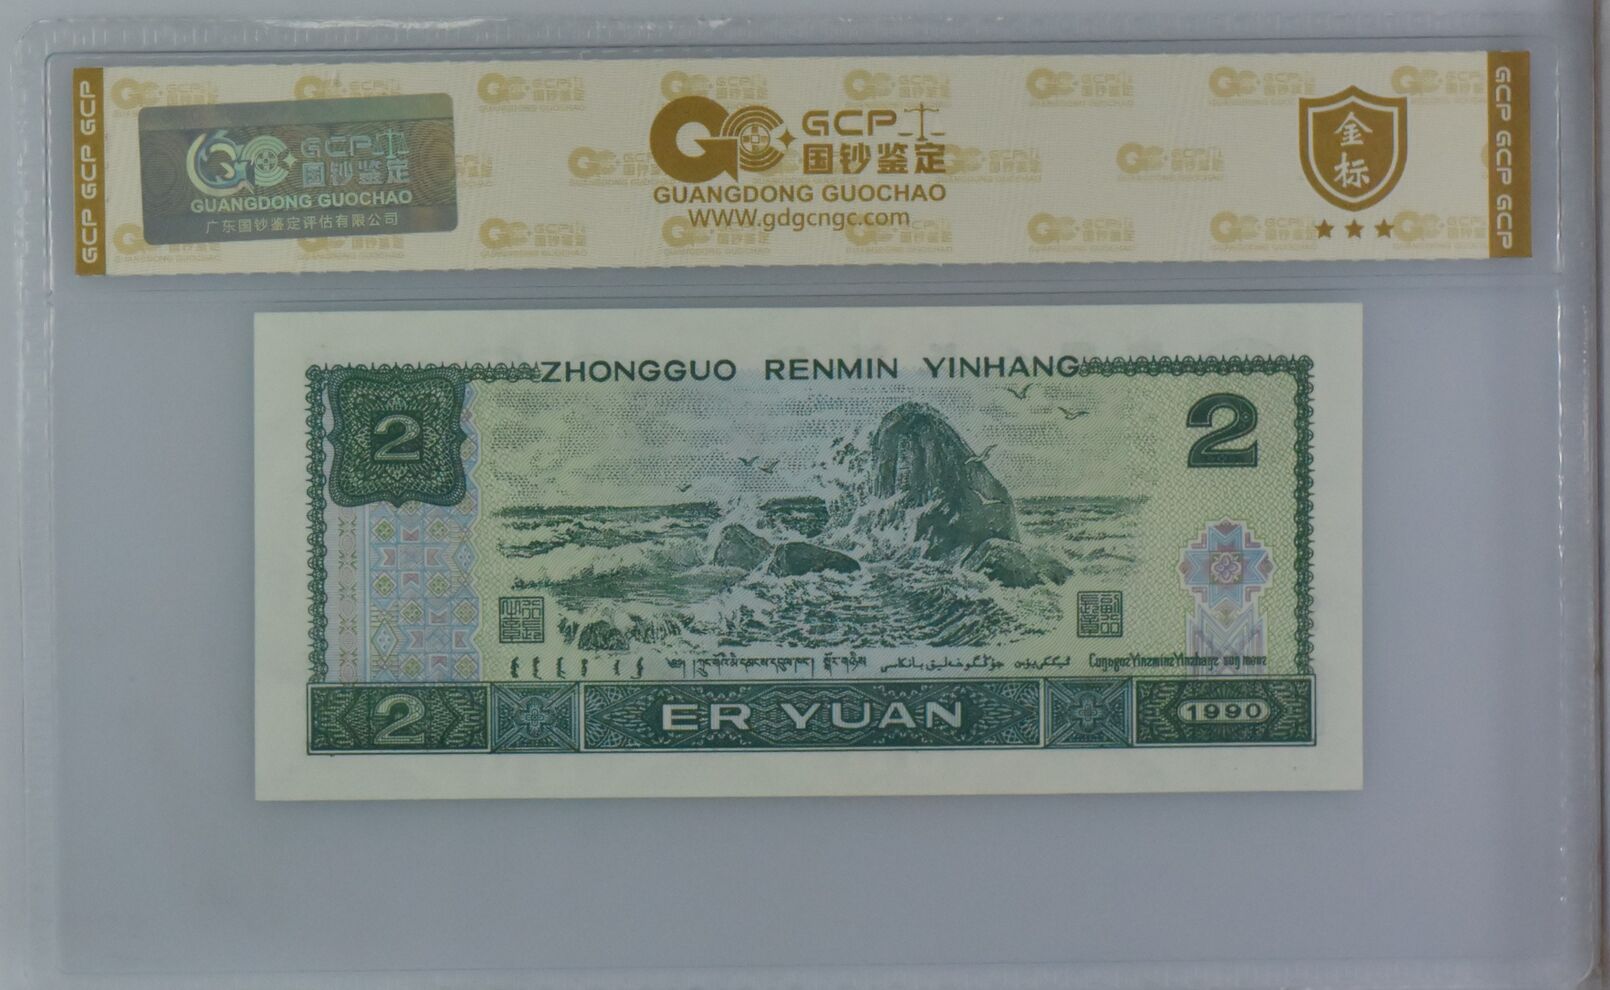 GCP GCP GCP
GCP
国钞鉴定
GUANGDONG GUOCHAO
广东国钞鉴定评估有限公司
GCP
国钞鉴定
GUANGDONG GUOCHAO
WWW.gdgcngc.com
金标
GCP GCP GCP
ZHONGGUO RENMIN YINHANG
2
2
2
ER YUAN
1990